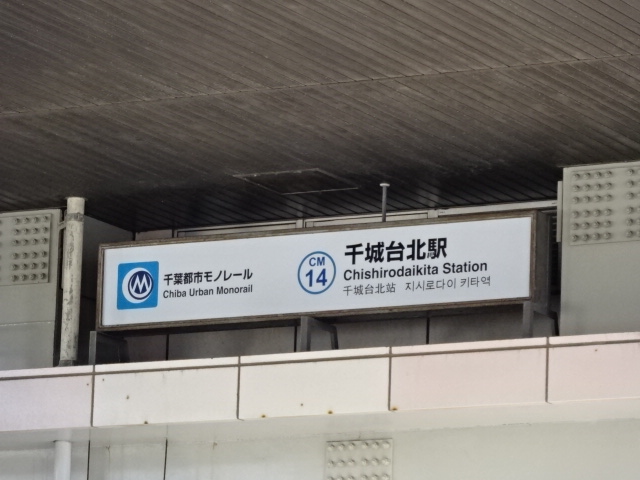 千葉都市モノレール
Chiba Urban Monorail
CM
14
千城台北駅
Chishirodaikita Station
千城台北站 지시로다이 키타역